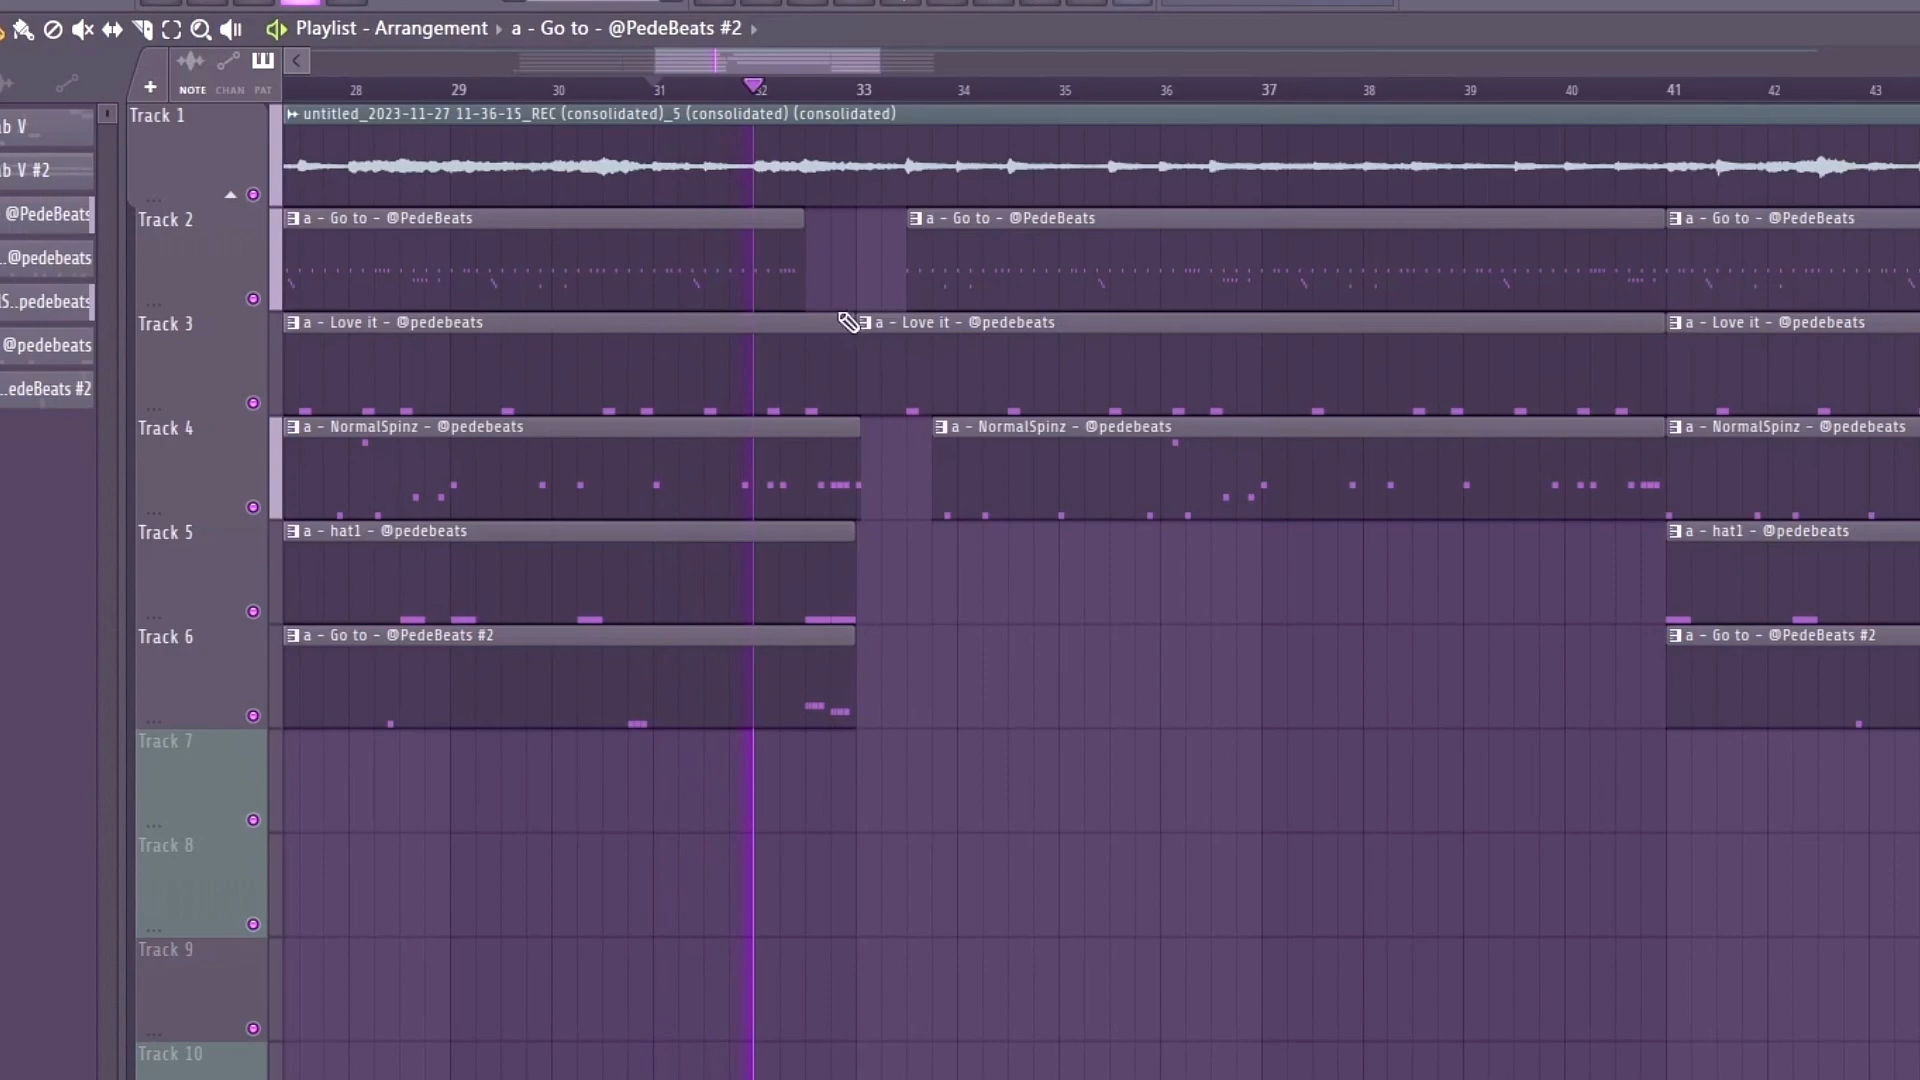 Playlist - Arrangement › a - Go to - @PedeBeats #2 ›
NOTE CHAN PAT
28 29 30 31 32 33 34 35 36 37 38 39 40 41 42 43
Track 1
untitled_2023-11-27 11-36-15_REC (consolidated)_5 (consolidated) (consolidated)
ab V
ab V #2
@PedeBeats
..@pedebeats
lS..pedebeats
@pedebeats
..edeBeats #2
Track 2
a - Go to - @PedeBeats
a - Go to - @PedeBeats
a - Go to - @PedeBeats
Track 3
a - Love it - @pedebeats
a - Love it - @pedebeats
a - Love it - @pedebeats
Track 4
a - NormalSpinz - @pedebeats
a - NormalSpinz - @pedebeats
a - NormalSpinz - @pedebeats
Track 5
a - hat1 - @pedebeats
a - hat1 - @pedebeats
Track 6
a - Go to - @PedeBeats #2
a - Go to - @PedeBeats #2
Track 7
Track 8
Track 9
Track 10